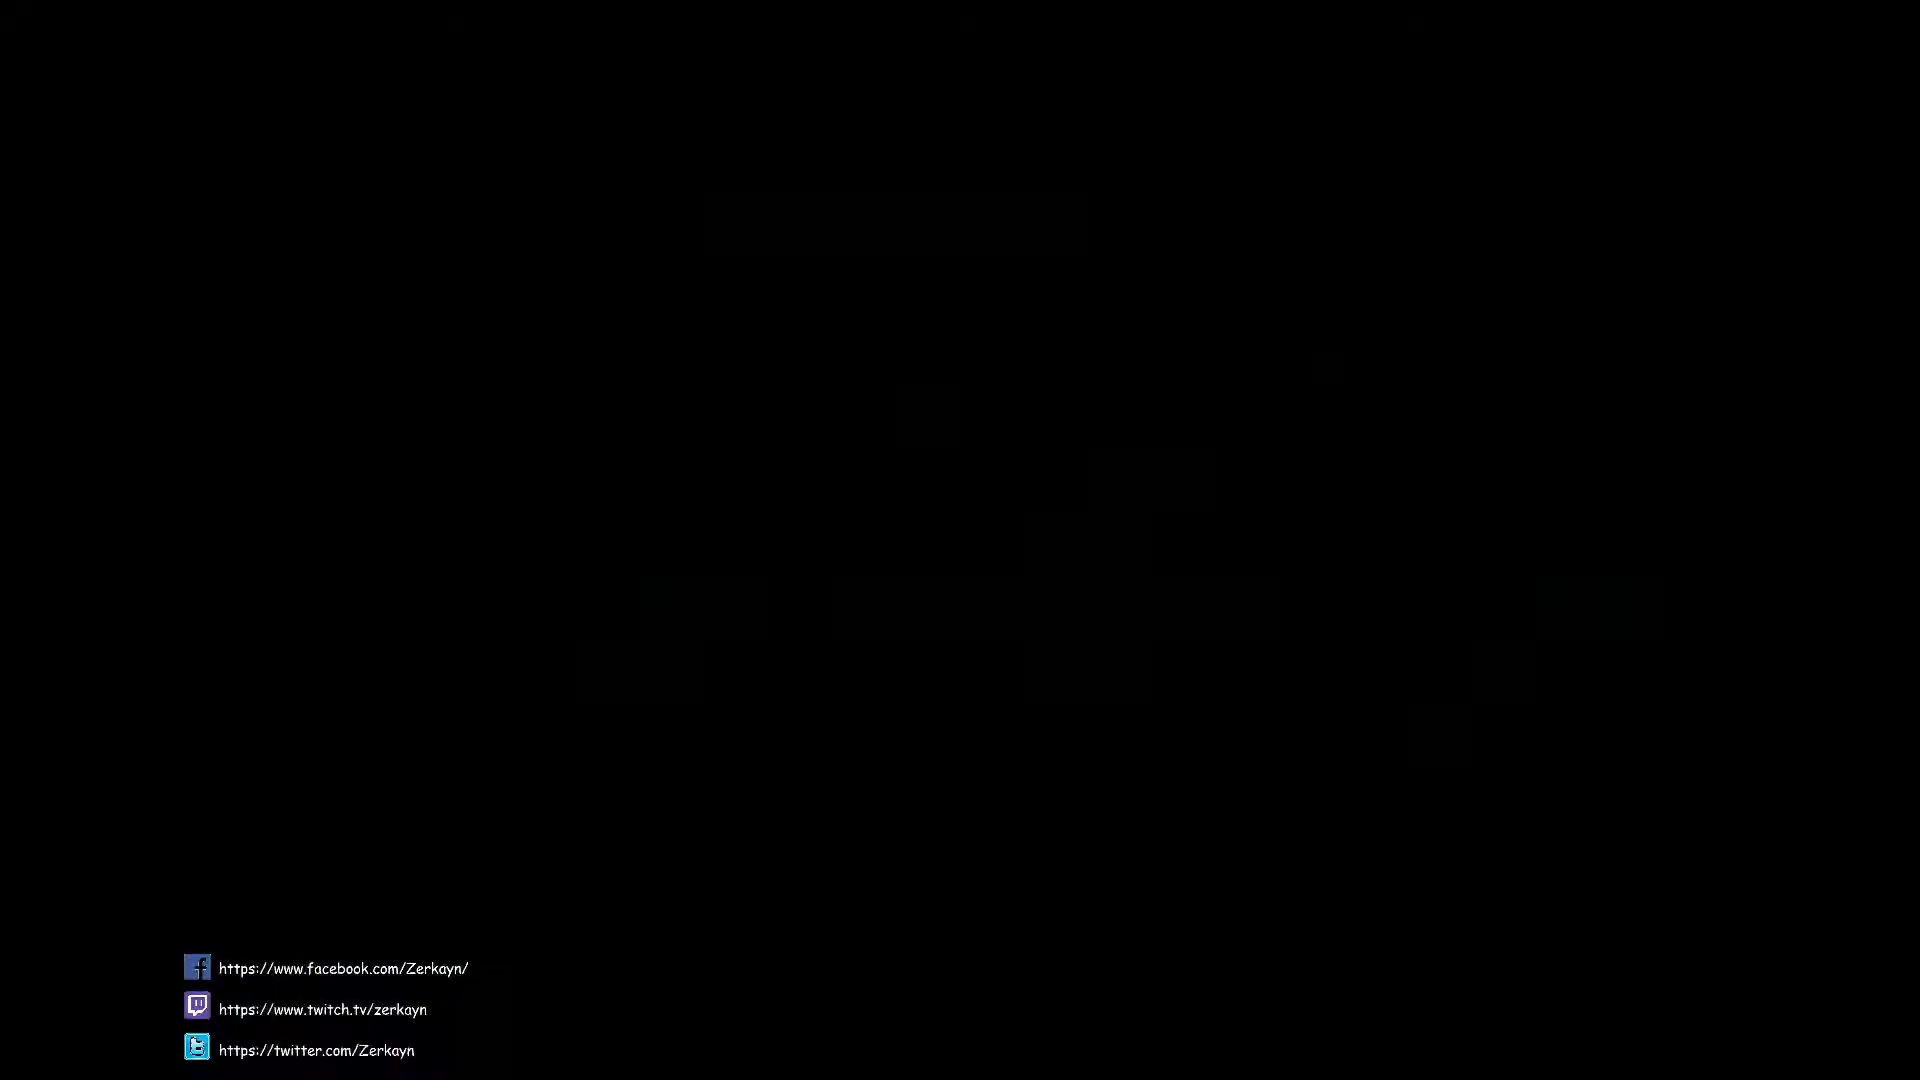 https://www.facebook.com/Zerkayn/
https://www.twitch.tv/zerkayn
https://twitter.com/Zerkayn